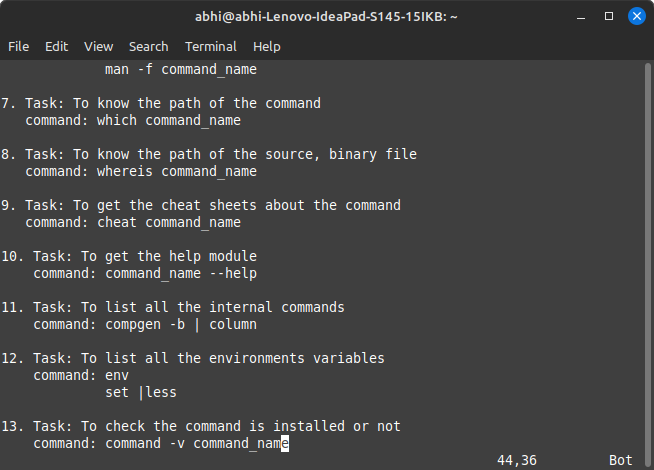 abhi@abhi-Lenovo-IdeaPad-S145-15IKB: ~
File Edit View Search Terminal Help
man -f command_name
7. Task: To know the path of the command
command: which command_name
8. Task: To know the path of the source, binary file
command: whereis command_name
9. Task: To get the cheat sheets about the command
command: cheat command_name
10. Task: To get the help module
command: command_name --help
11. Task: To list all the internal commands
command: compgen -b | column
12. Task: To list all the environments variables
command: env
set |less
13. Task: To check the command is installed or not
command: command -v command_name
44,36 Bot